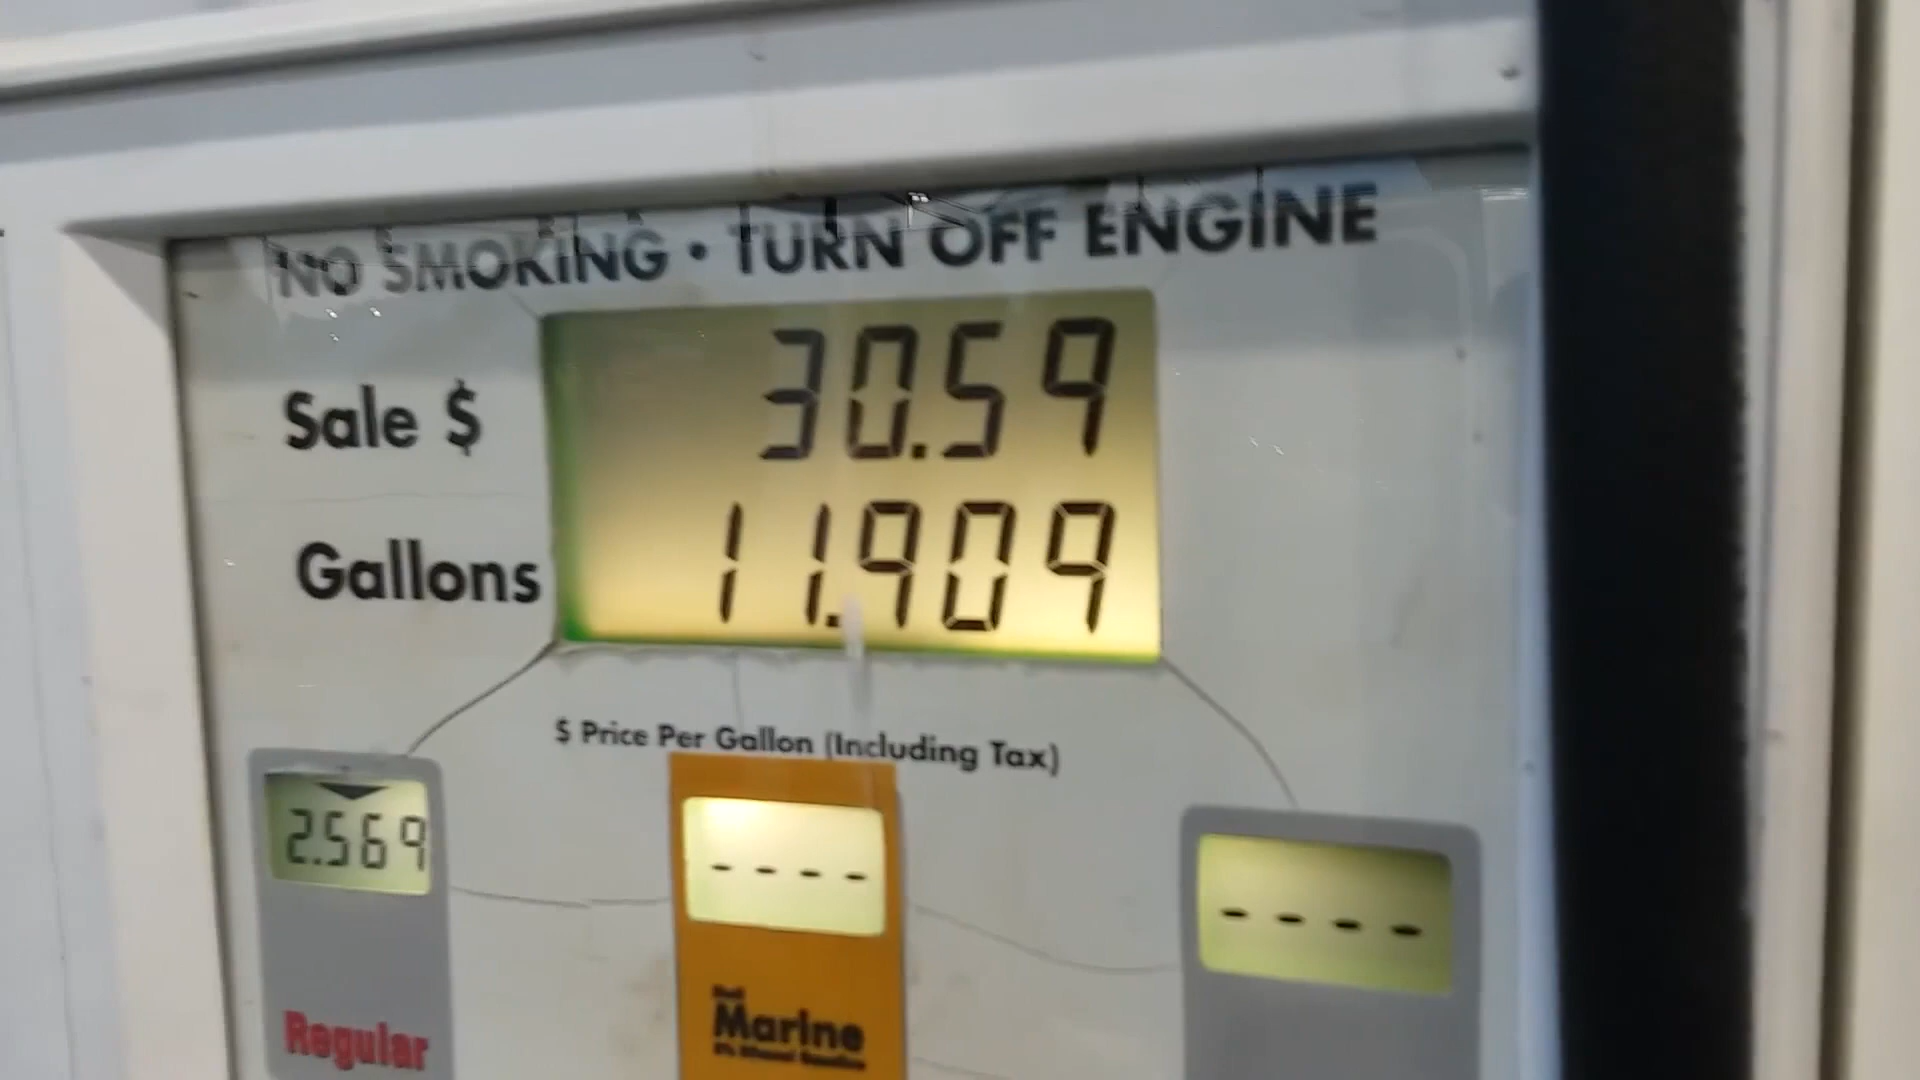 NO SMOKING • TURN OFF ENGINE
Sale $ 30.59
Gallons 11.909
$ Price Per Gallon (Including Tax)
2.569
- - - -
- - - -
Regular
Marine